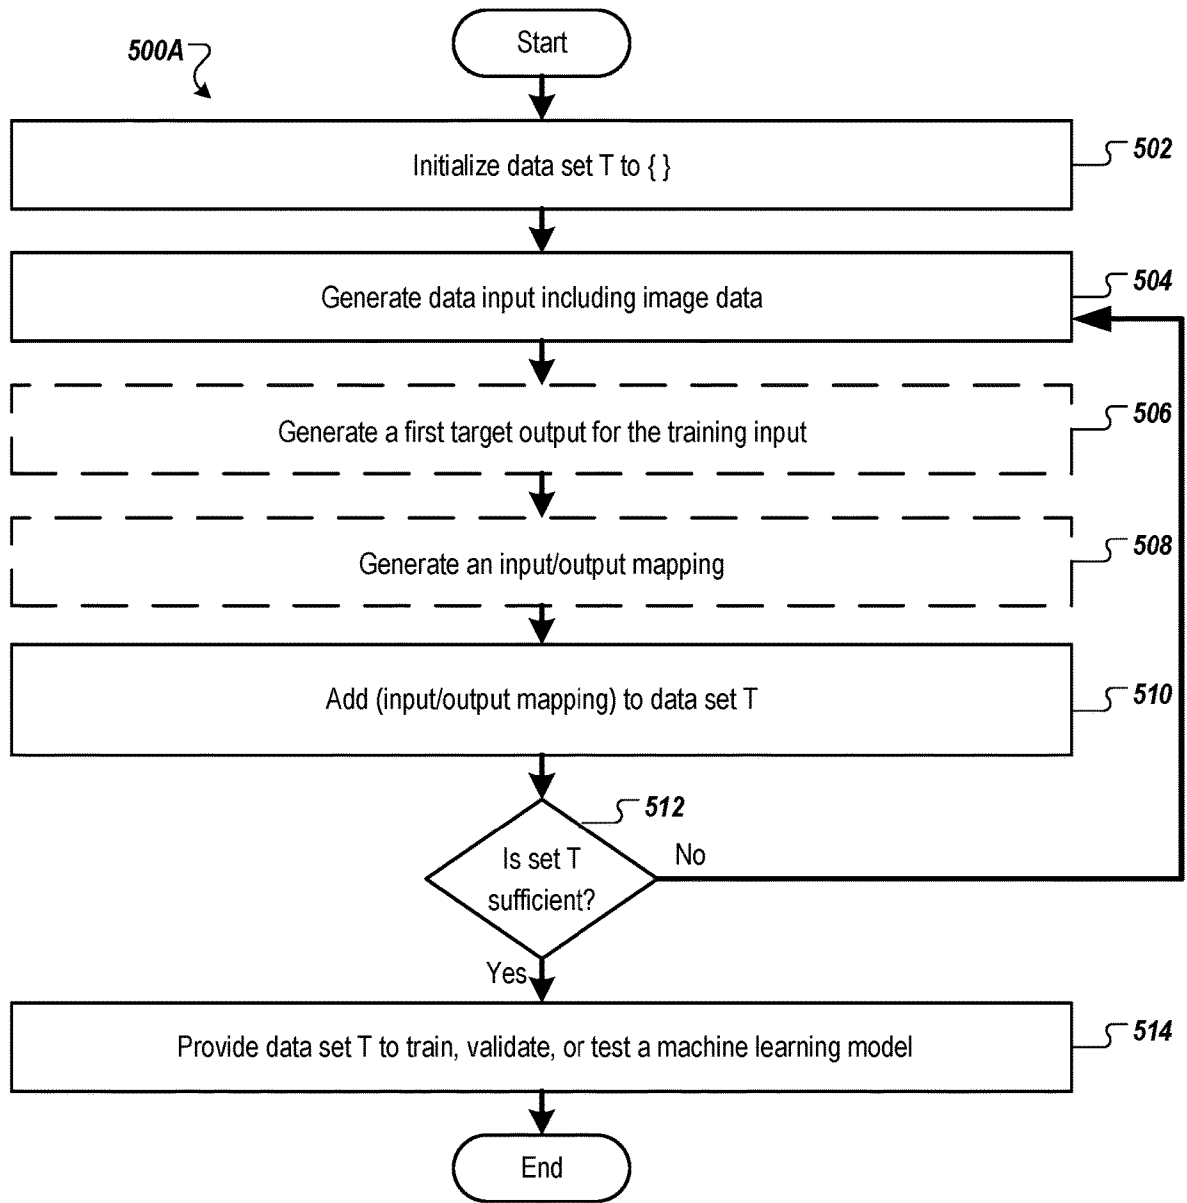 500A
Start
Initialize data set T to { }
502
Generate data input including image data
504
Generate a first target output for the training input
506
Generate an input/output mapping
508
Add (input/output mapping) to data set T
510
512
Is set T
sufficient?
No
Yes
Provide data set T to train, validate, or test a machine learning model
514
End